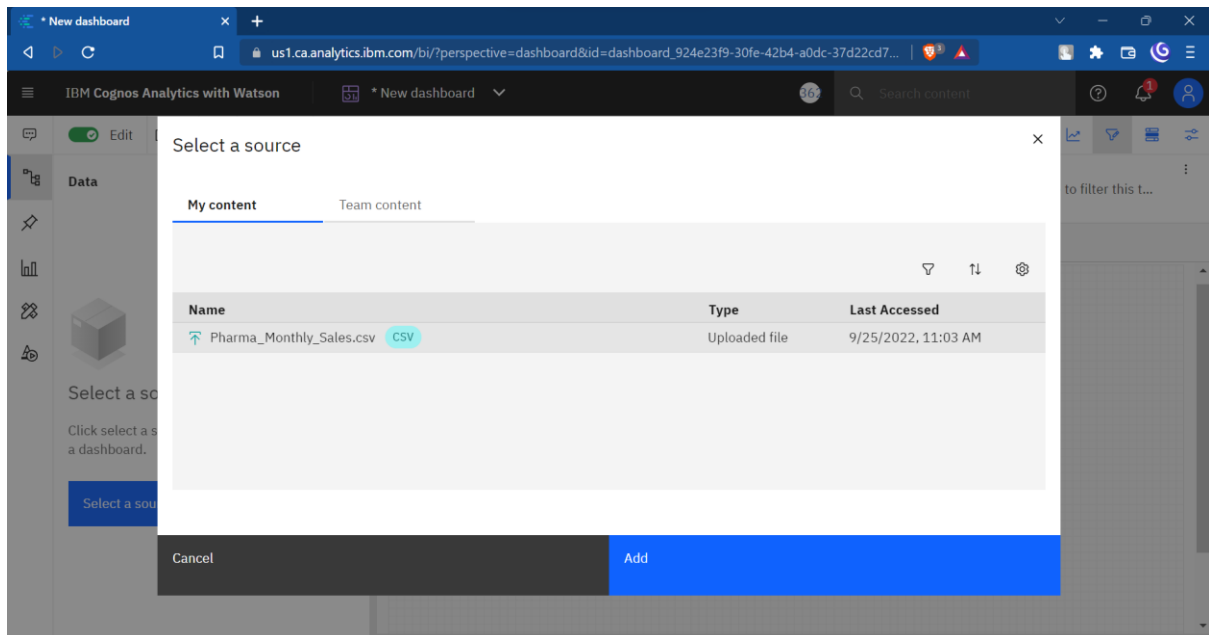 * New dashboard
us1.ca.analytics.ibm.com/bi/?perspective=dashboard&id=dashboard_924e23f9-30fe-42b4-a0dc-37d22cd7...
IBM Cognos Analytics with Watson
* New dashboard
Search content
1
Edit
Select a source
Data
to filter this t...
My content
Team content
Name
Type
Last Accessed
Pharma_Monthly_Sales.csv
CSV
Uploaded file
9/25/2022, 11:03 AM
Select a so
Click select a s
a dashboard.
Select a sou
Cancel
Add